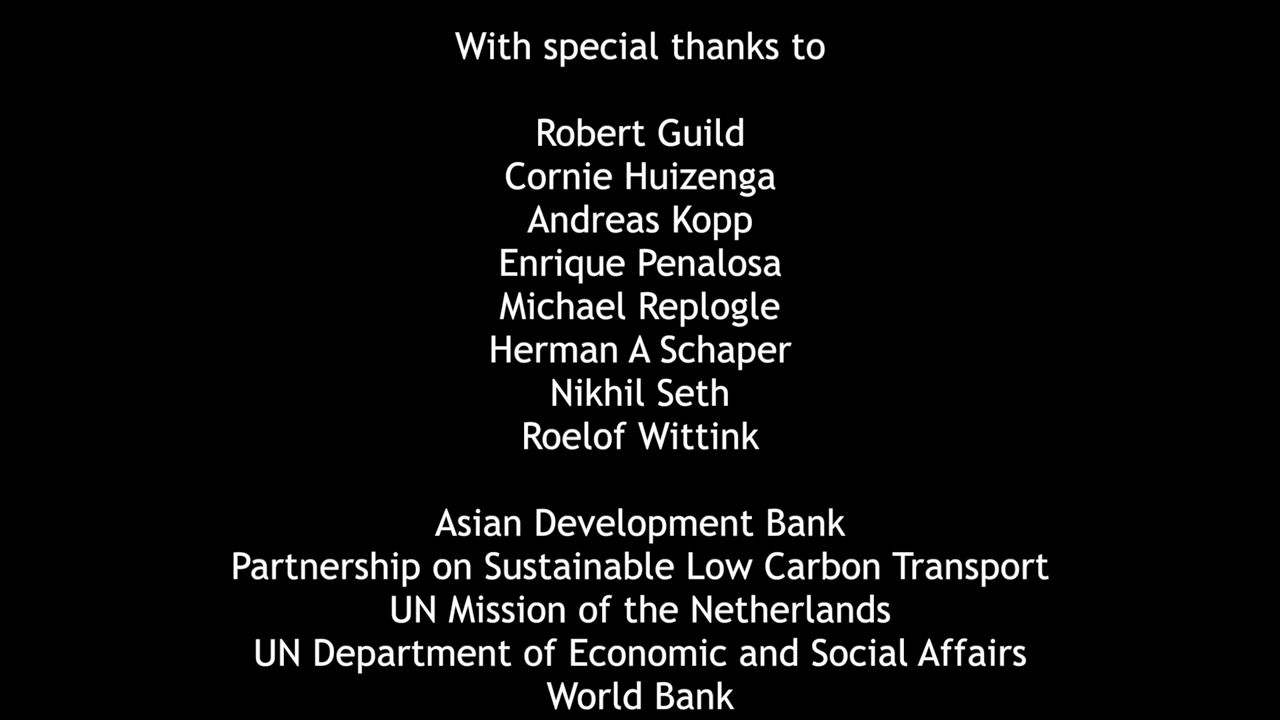 With special thanks to
Robert Guild
Cornie Huizenga
Andreas Kopp
Enrique Penalosa
Michael Replogle
Herman A Schaper
Nikhil Seth
Roelof Wittink
Asian Development Bank
Partnership on Sustainable Low Carbon Transport
UN Mission of the Netherlands
UN Department of Economic and Social Affairs
World Bank